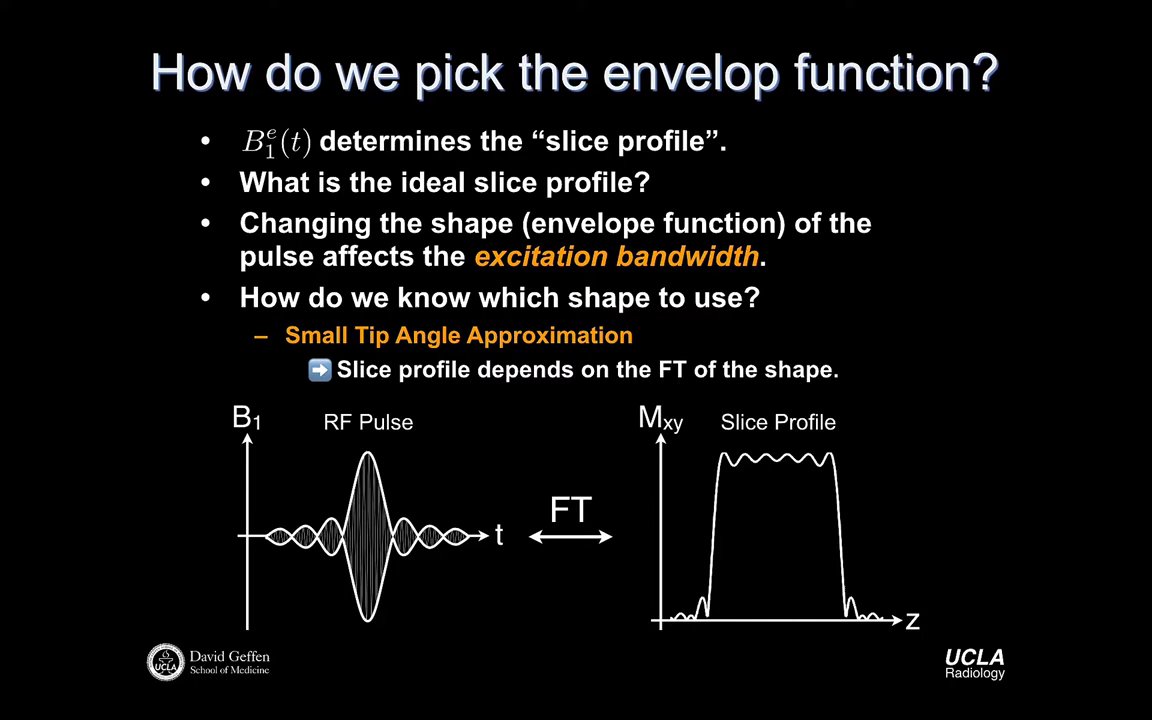 How do we pick the envelop function?
• B₁ᵉ(t) determines the “slice profile”.
• What is the ideal slice profile?
• Changing the shape (envelope function) of the
pulse affects the excitation bandwidth.
• How do we know which shape to use?
– Small Tip Angle Approximation
➡ Slice profile depends on the FT of the shape.
B₁ RF Pulse
t
FT
Mxy Slice Profile
z
UCLA
David Geffen
School of Medicine
UCLA
Radiology